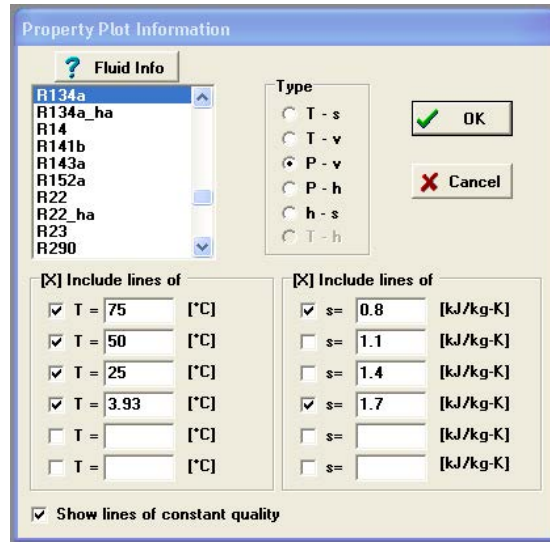 Property Plot Information
? Fluid Info
R134a
R134a_ha
R14
R141b
R143a
R152a
R22
R22_ha
R23
R290
Type
T - s
T - v
P - v
P - h
h - s
T - h
OK
Cancel
[X] Include lines of
T = 75 [°C]
T = 50 [°C]
T = 25 [°C]
T = 3.93 [°C]
T = [°C]
T = [°C]
[X] Include lines of
s= 0.8 [kJ/kg-K]
s= 1.1 [kJ/kg-K]
s= 1.4 [kJ/kg-K]
s= 1.7 [kJ/kg-K]
s= [kJ/kg-K]
s= [kJ/kg-K]
Show lines of constant quality